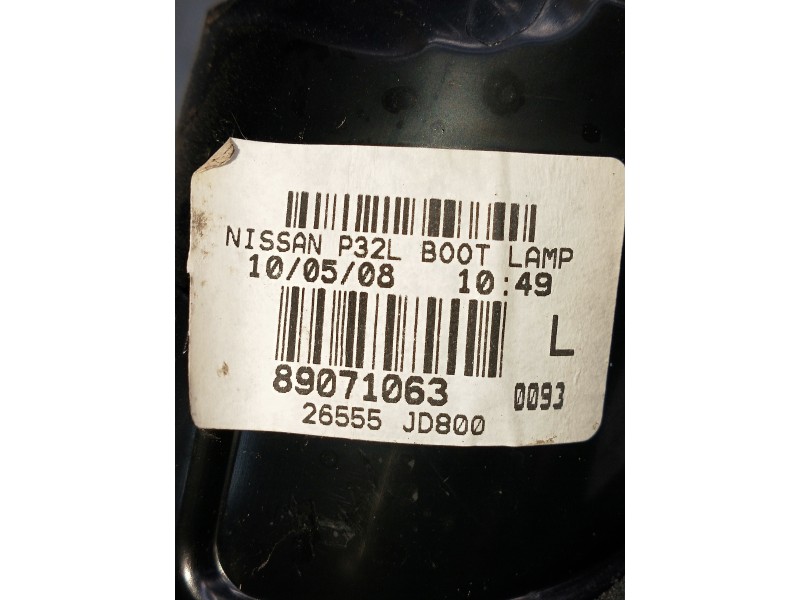 NISSAN P32L BOOT LAMP
10/05/08 10:49
L
89071063 0093
26555 JD800